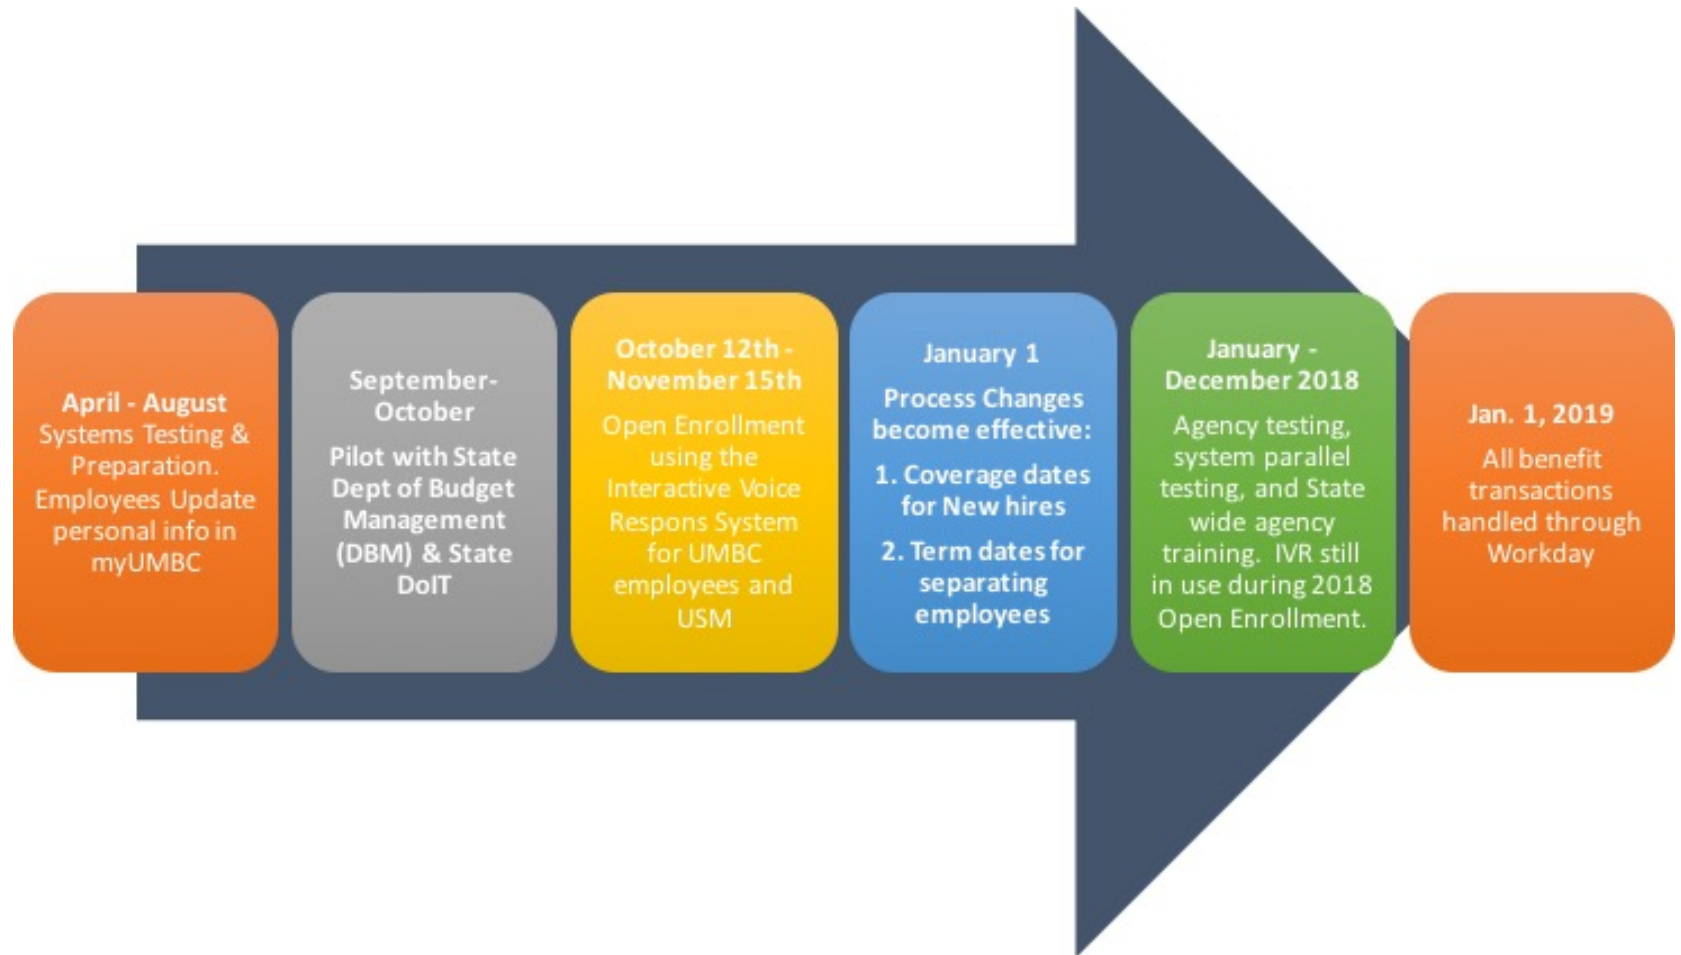 April - August
Systems Testing &
Preparation.
Employees Update
personal info in
myUMBC
September-
October
Pilot with State
Dept of Budget
Management
(DBM) & State
DoIT
October 12th -
November 15th
Open Enrollment
using the
Interactive Voice
Respons System
for UMBC
employees and
USM
January 1
Process Changes
become effective:
1. Coverage dates
for New hires
2. Term dates for
separating
employees
January -
December 2018
Agency testing,
system parallel
testing, and State
wide agency
training. IVR still
in use during 2018
Open Enrollment.
Jan. 1, 2019
All benefit
transactions
handled through
Workday